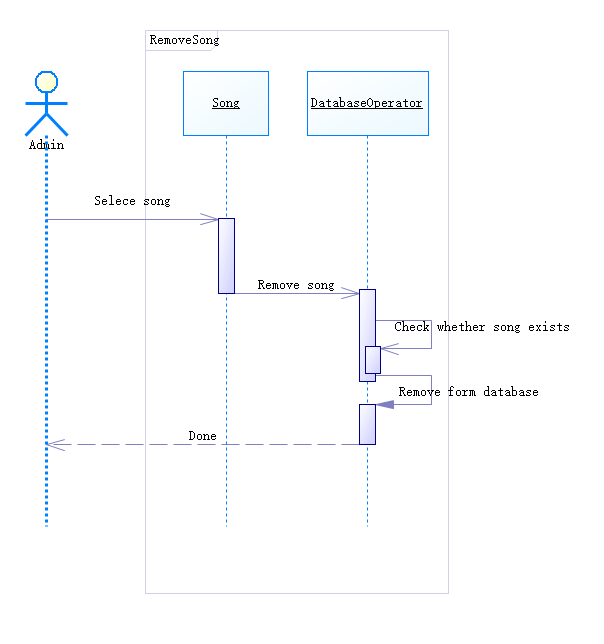 RemoveSong
Song
DatabaseOperator
Admin
Selece song
Remove song
Check whether song exists
Remove form database
Done